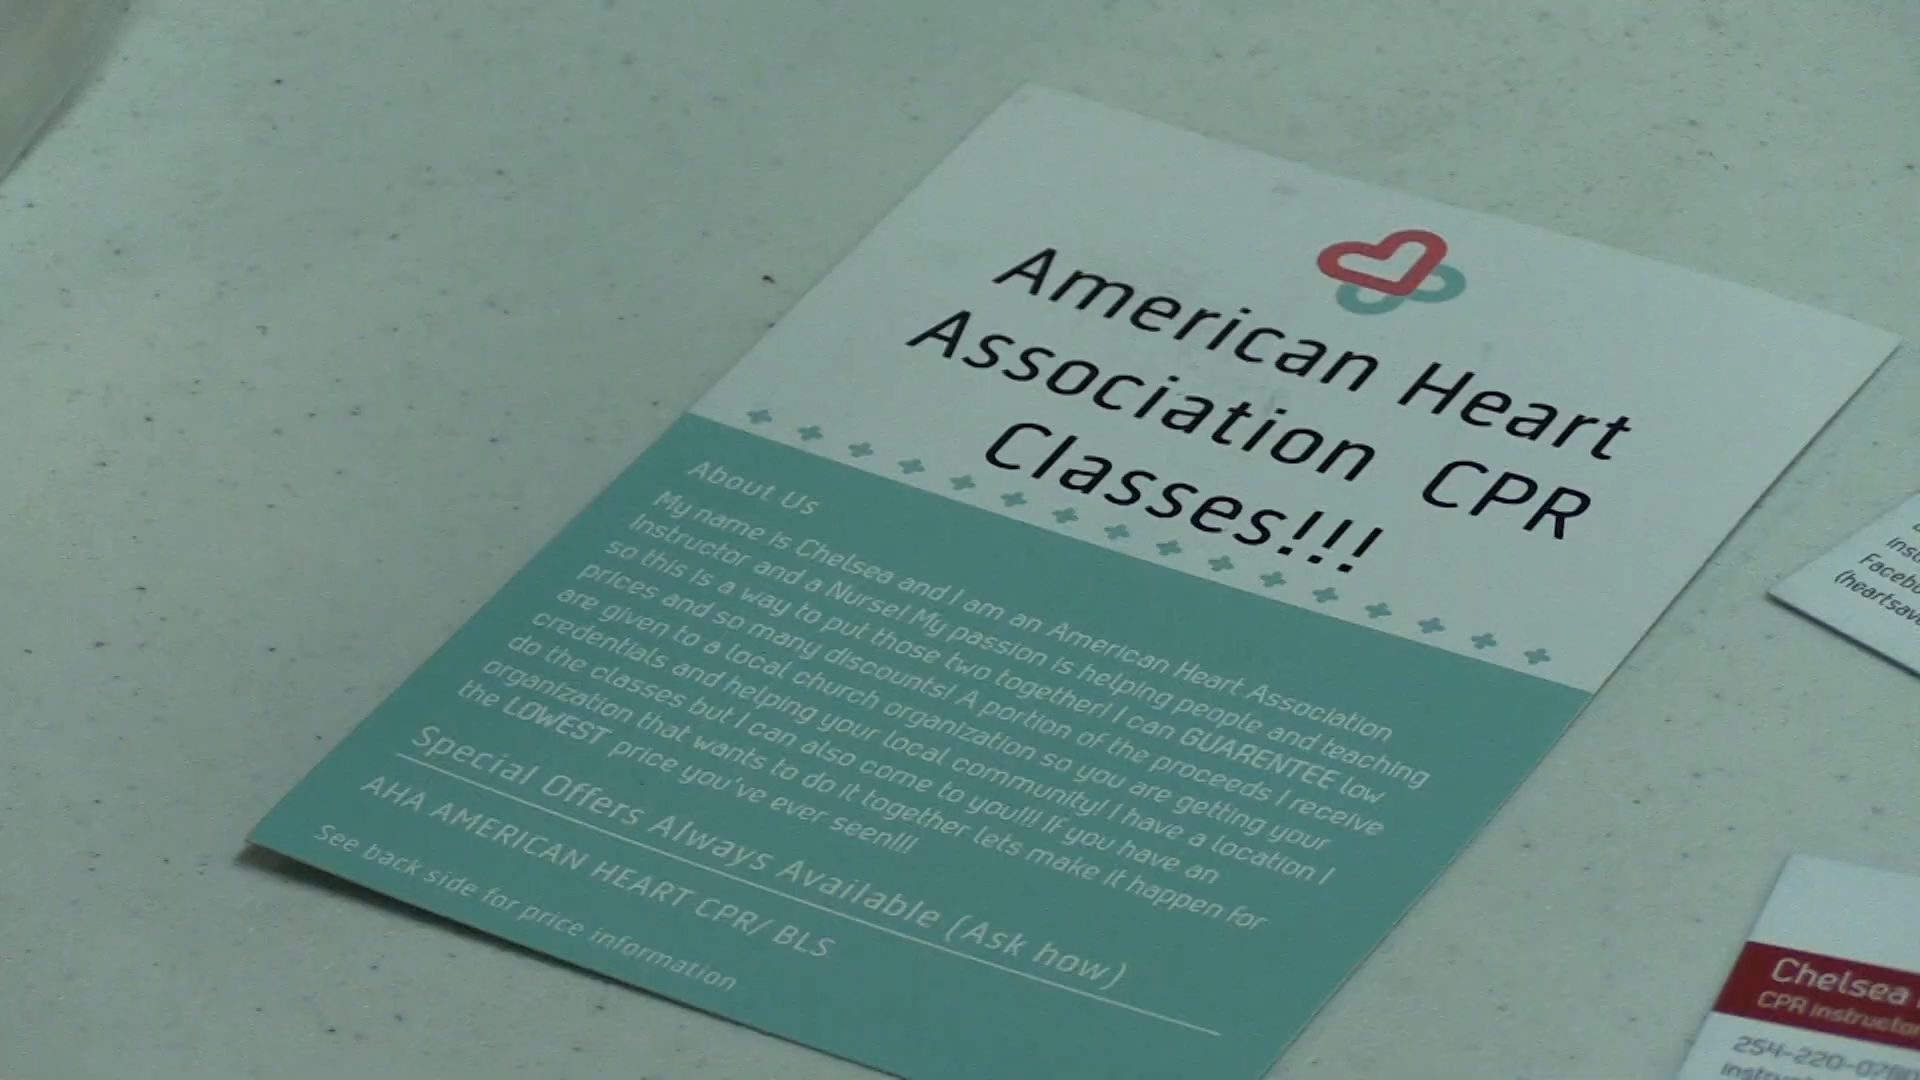 American Heart
Association CPR
Classes!!!
About Us
My name is Chelsea and I am an American Heart Association
Instructor and a Nurse! My passion is helping people and teaching
so this is a way to put those two together! I can GUARENTEE low
prices and so many discounts! A portion of the proceeds I receive
are given to a local church organization so you are getting your
credentials and helping your local community! I have a location I
do the classes but I can also come to you!!! If you have an
organization that wants to do it together lets make it happen for
the LOWEST price you've ever seen!!!
Special Offers Always Available (Ask how)
AHA AMERICAN HEART CPR/ BLS
See back side for price information
Chelsea
CPR